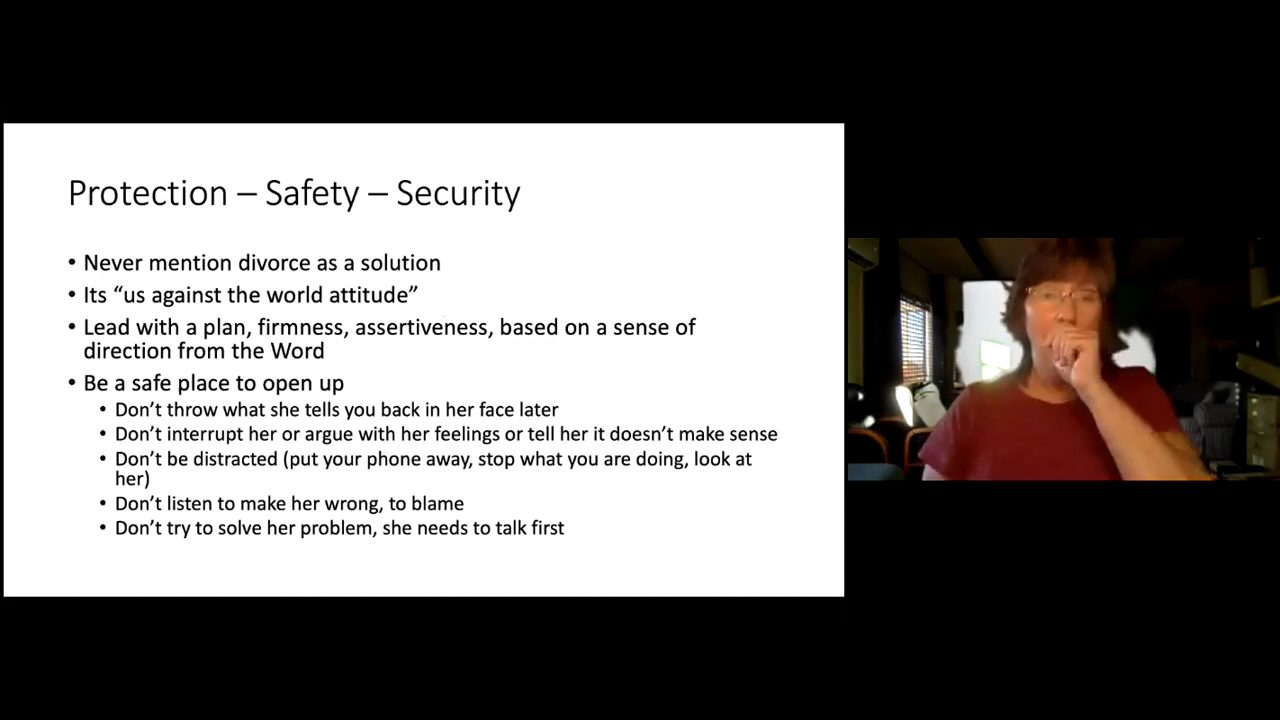 Protection – Safety – Security
• Never mention divorce as a solution
• Its “us against the world attitude”
• Lead with a plan, firmness, assertiveness, based on a sense of
direction from the Word
• Be a safe place to open up
• Don’t throw what she tells you back in her face later
• Don’t interrupt her or argue with her feelings or tell her it doesn’t make sense
• Don’t be distracted (put your phone away, stop what you are doing, look at
her)
• Don’t listen to make her wrong, to blame
• Don’t try to solve her problem, she needs to talk first